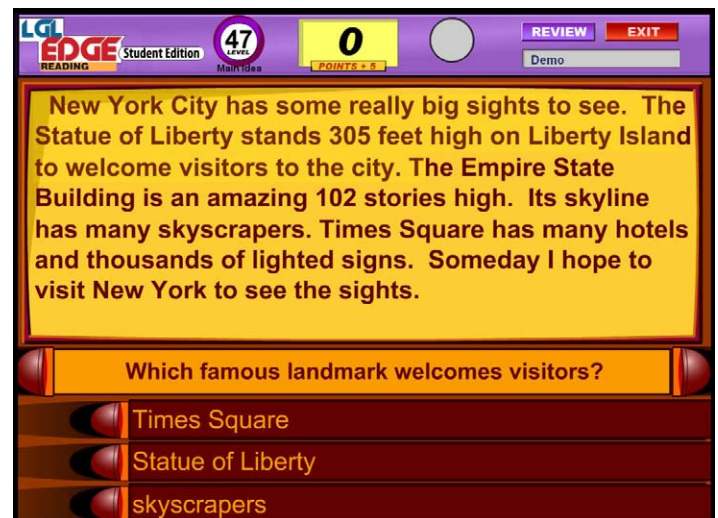 LGL
EDGE Student Edition
READING
47
LEVEL
Main Idea
0
POINTS + 5
REVIEW EXIT
Demo
New York City has some really big sights to see. The
Statue of Liberty stands 305 feet high on Liberty Island
to welcome visitors to the city. The Empire State
Building is an amazing 102 stories high. Its skyline
has many skyscrapers. Times Square has many hotels
and thousands of lighted signs. Someday I hope to
visit New York to see the sights.
Which famous landmark welcomes visitors?
Times Square
Statue of Liberty
skyscrapers